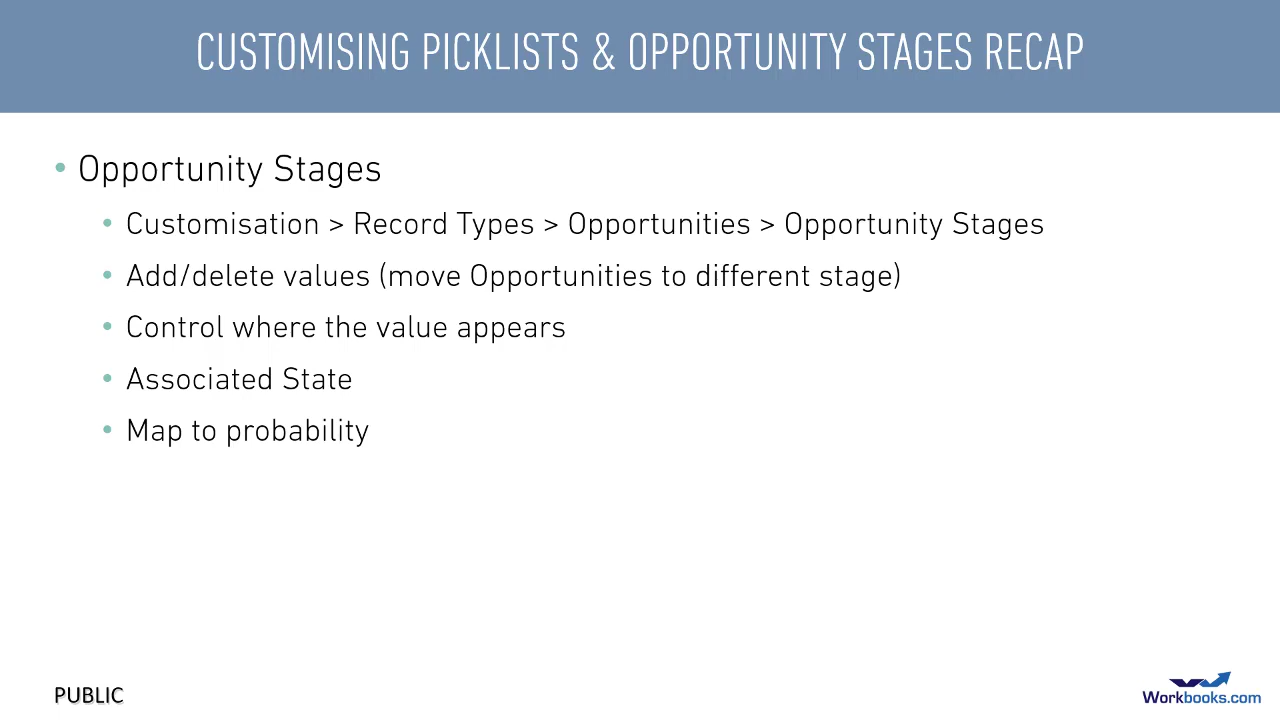 CUSTOMISING PICKLISTS & OPPORTUNITY STAGES RECAP
• Opportunity Stages
• Customisation > Record Types > Opportunities > Opportunity Stages
• Add/delete values (move Opportunities to different stage)
• Control where the value appears
• Associated State
• Map to probability
PUBLIC
Workbooks.com